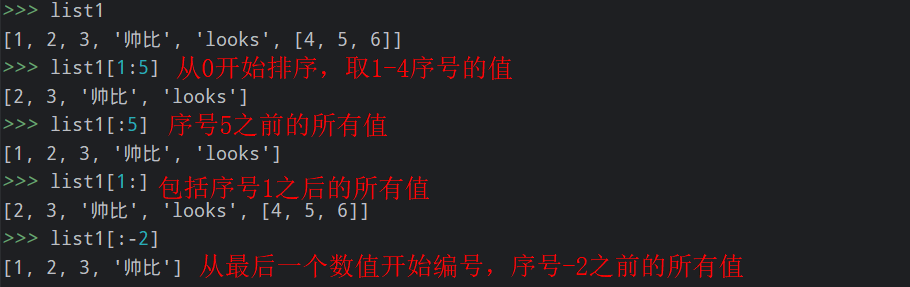 >>> list1
[1, 2, 3, '帅比', 'looks', [4, 5, 6]]
>>> list1[1:5] 从0开始排序，取1-4序号的值
[2, 3, '帅比', 'looks']
>>> list1[:5] 序号5之前的所有值
[1, 2, 3, '帅比', 'looks']
>>> list1[1:] 包括序号1之后的所有值
[2, 3, '帅比', 'looks', [4, 5, 6]]
>>> list1[:-2]
[1, 2, 3, '帅比'] 从最后一个数值开始编号，序号-2之前的所有值